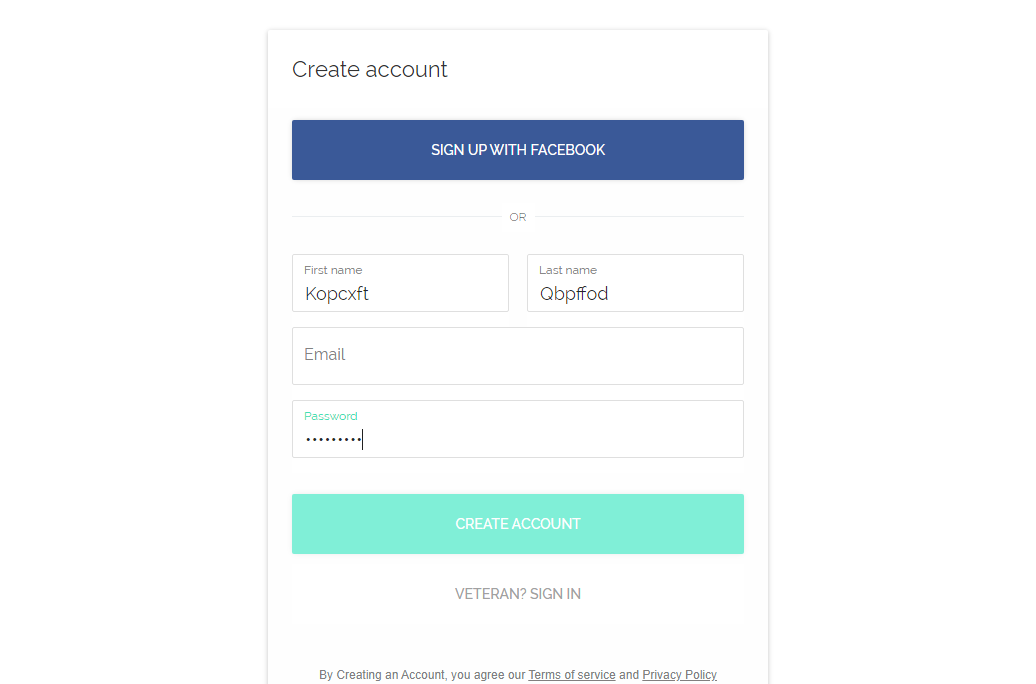 Create account
SIGN UP WITH FACEBOOK
OR
First name
Last name
Kopcxft
Qbpffod
Email
Password
•••••••••
CREATE ACCOUNT
VETERAN? SIGN IN
By Creating an Account, you agree our Terms of service and Privacy Policy